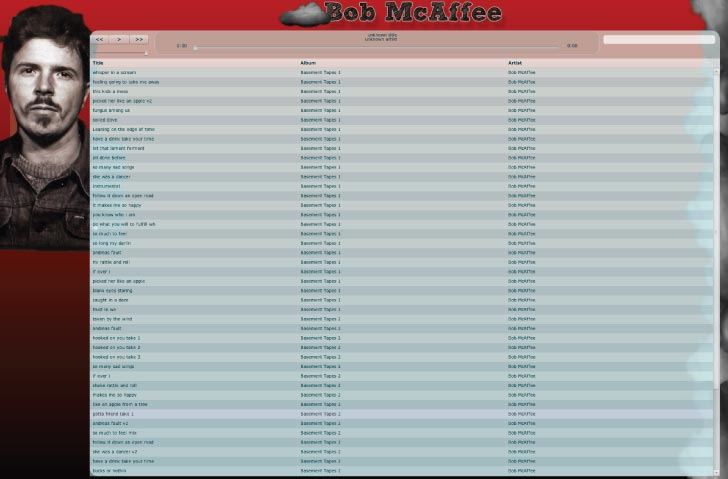 Bob McAffee
<< > >>
unknown title
unknown artist
0:00 0:00
Title Album Artist
whisper in a scream Basement Tapes 1 Bob McAffee
feeling going to take me away Basement Tapes 1 Bob McAffee
this kids a mess Basement Tapes 1 Bob McAffee
picked her like an apple v2 Basement Tapes 1 Bob McAffee
fungus among us Basement Tapes 1 Bob McAffee
soiled dove Basement Tapes 1 Bob McAffee
Leaning on the edge of time Basement Tapes 1 Bob McAffee
have a drink take your time Basement Tapes 1 Bob McAffee
let that lament ferment Basement Tapes 1 Bob McAffee
all done before Basement Tapes 1 Bob McAffee
so many sad songs Basement Tapes 1 Bob McAffee
she was a dancer Basement Tapes 1 Bob McAffee
instrumental Basement Tapes 1 Bob McAffee
follow it down an open road Basement Tapes 1 Bob McAffee
it makes me so happy Basement Tapes 1 Bob McAffee
you know who i am Basement Tapes 1 Bob McAffee
do what you will to fulfill wh Basement Tapes 1 Bob McAffee
so much to feel Basement Tapes 1 Bob McAffee
so long my darlin Basement Tapes 1 Bob McAffee
andreas fault Basement Tapes 1 Bob McAffee
mr rattle and roll Basement Tapes 1 Bob McAffee
if ever i Basement Tapes 1 Bob McAffee
picked her like an apple Basement Tapes 1 Bob McAffee
blank eyes staring Basement Tapes 1 Bob McAffee
caught in a daze Basement Tapes 1 Bob McAffee
trust in we Basement Tapes 1 Bob McAffee
taken by the wind Basement Tapes 2 Bob McAffee
andreas fault Basement Tapes 2 Bob McAffee
hooked on you take 1 Basement Tapes 2 Bob McAffee
hooked on you take 2 Basement Tapes 2 Bob McAffee
hooked on you take 3 Basement Tapes 2 Bob McAffee
so many sad songs Basement Tapes 2 Bob McAffee
if ever i Basement Tapes 2 Bob McAffee
shake rattle and roll Basement Tapes 2 Bob McAffee
makes me so happy Basement Tapes 2 Bob McAffee
like an apple from a tree Basement Tapes 2 Bob McAffee
gotta friend take 1 Basement Tapes 2 Bob McAffee
andreas fault v2 Basement Tapes 2 Bob McAffee
so much to feel mix Basement Tapes 2 Bob McAffee
follow it down an open road Basement Tapes 2 Bob McAffee
she was a dancer v2 Basement Tapes 2 Bob McAffee
have a drink take your time Basement Tapes 2 Bob McAffee
bucks or nothin Basement Tapes 2 Bob McAffee